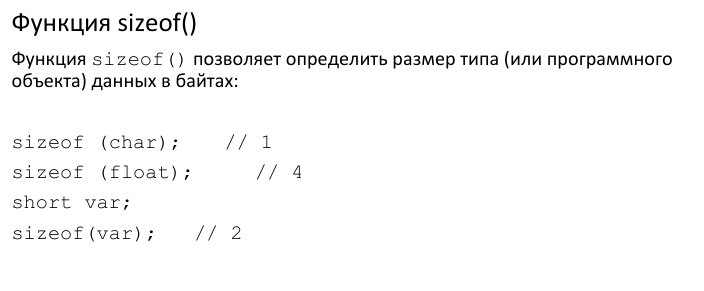 Функция sizeof()
Функция sizeof() позволяет определить размер типа (или программного
объекта) данных в байтах:
sizeof (char); // 1
sizeof (float); // 4
short var;
sizeof(var); // 2